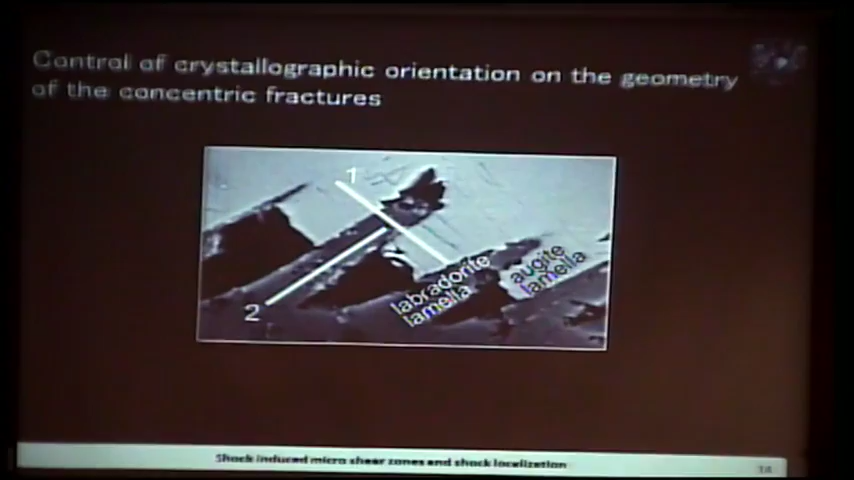 Control of crystallographic orientation on the geometry
of the concentric fractures
1
labradorite
lamella
augite
lamella
2
Shock induced micro shear zones and shock localization